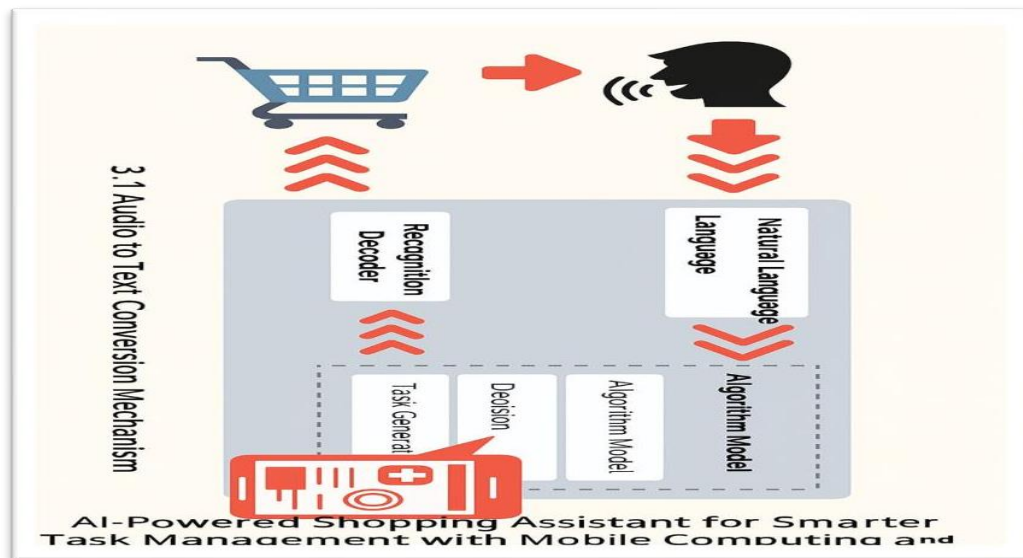 3.1 Audio to Text Conversion Mechanism
Recognition
Decoder
Natural Language
Language
Task Generat
Decision
Algorithm Model
Algorithm Model
AI-Powered Shopping Assistant for Smarter
Task Management with Mobile Computing and